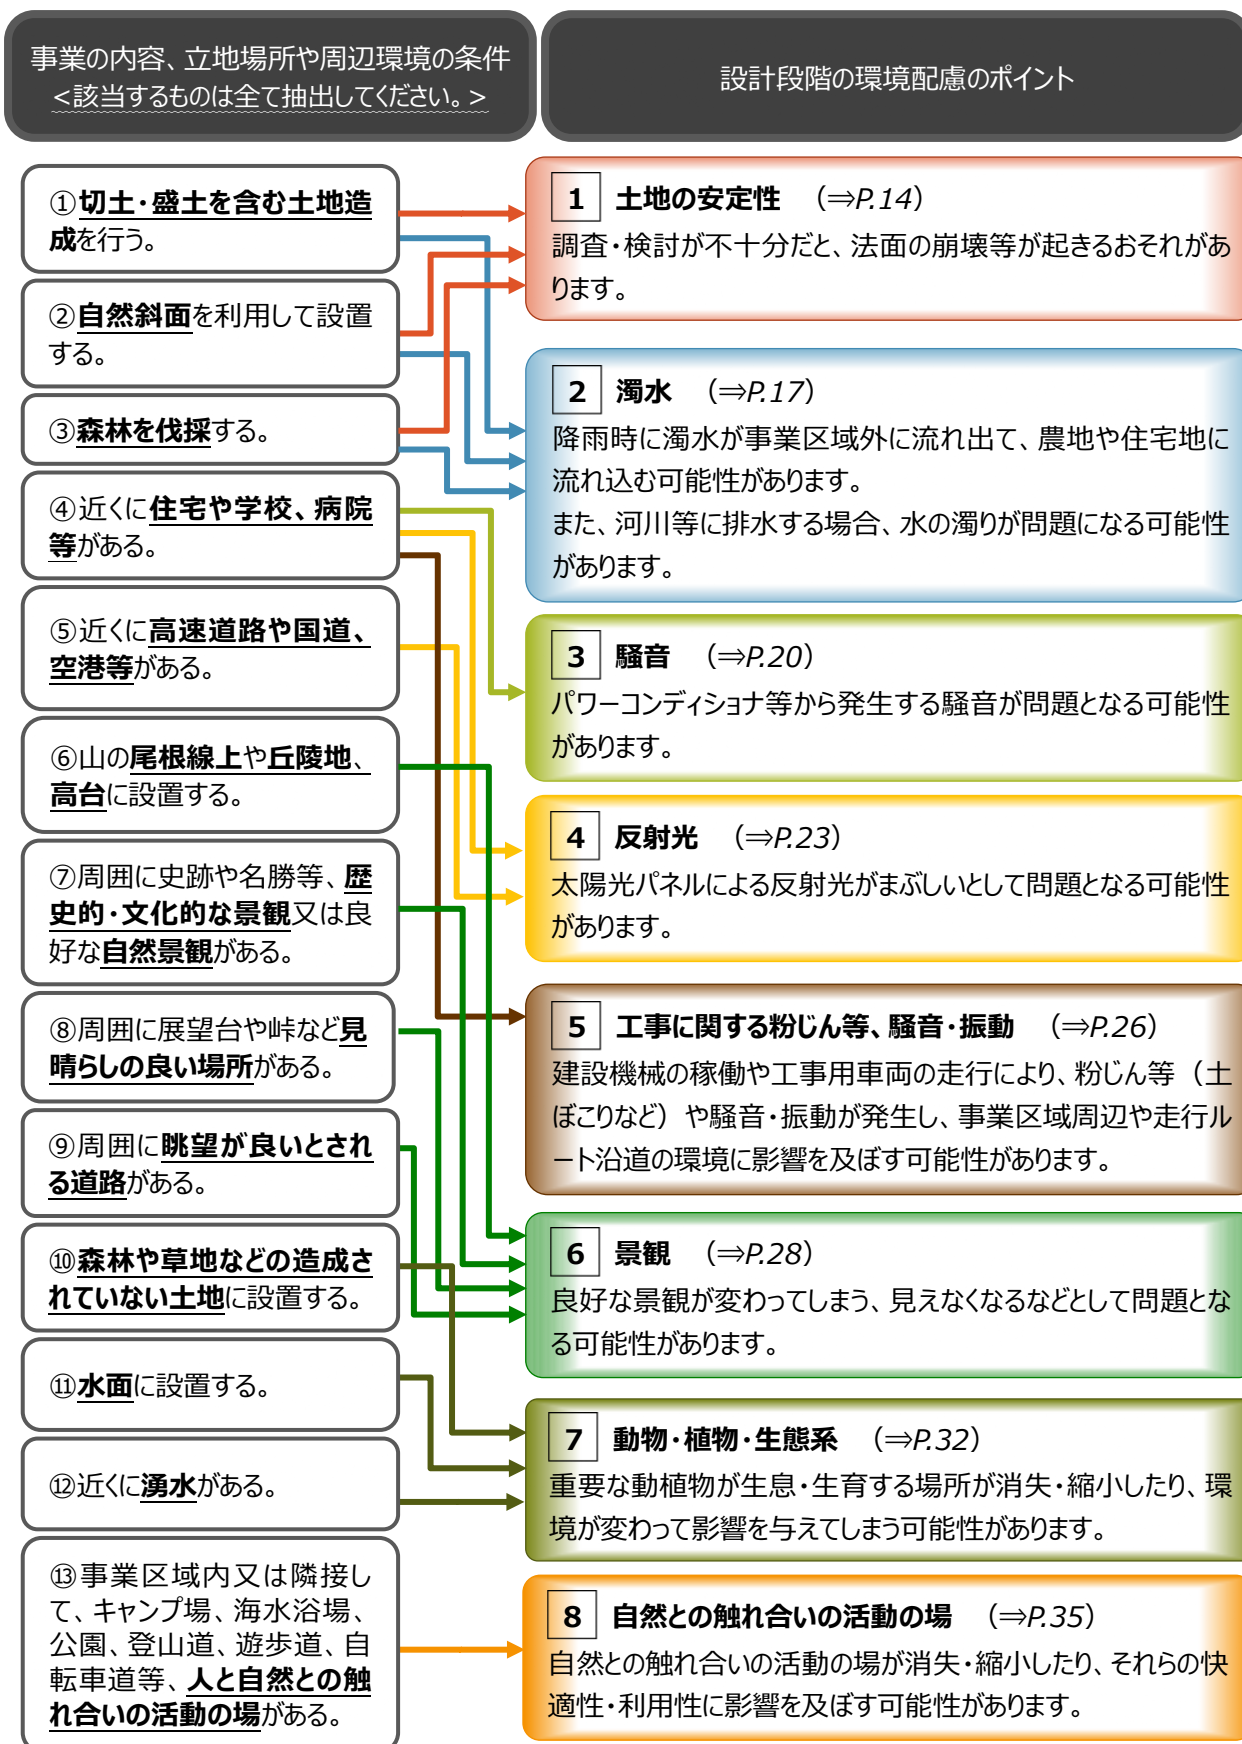 事業の内容、立地場所や周辺環境の条件
<該当するものは全て抽出してください。>
設計段階の環境配慮のポイント
①切土・盛土を含む土地造
成を行う。
②自然斜面を利用して設置
する。
③森林を伐採する。
④近くに住宅や学校、病院
等がある。
⑤近くに高速道路や国道、
空港等がある。
⑥山の尾根線上や丘陵地、
高台に設置する。
⑦周囲に史跡や名勝等、歴
史的・文化的な景観又は良
好な自然景観がある。
⑧周囲に展望台や峠など見
晴らしの良い場所がある。
⑨周囲に眺望が良いとされ
る道路がある。
⑩森林や草地などの造成さ
れていない土地に設置する。
⑪水面に設置する。
⑫近くに湧水がある。
⑬事業区域内又は隣接し
て、キャンプ場、海水浴場、
公園、登山道、遊歩道、自
転車道等、人と自然との触
れ合いの活動の場がある。
1 土地の安定性 (⇒P.14)
調査・検討が不十分だと、法面の崩壊等が起きるおそれがあ
ります。
2 濁水 (⇒P.17)
降雨時に濁水が事業区域外に流れ出て、農地や住宅地に
流れ込む可能性があります。
また、河川等に排水する場合、水の濁りが問題になる可能性
があります。
3 騒音 (⇒P.20)
パワーコンディショナ等から発生する騒音が問題となる可能性
があります。
4 反射光 (⇒P.23)
太陽光パネルによる反射光がまぶしいとして問題となる可能性
があります。
5 工事に関する粉じん等、騒音・振動 (⇒P.26)
建設機械の稼働や工事用車両の走行により、粉じん等（土
ぼこりなど）や騒音・振動が発生し、事業区域周辺や走行ル
ート沿道の環境に影響を及ぼす可能性があります。
6 景観 (⇒P.28)
良好な景観が変わってしまう、見えなくなるなどとして問題とな
る可能性があります。
7 動物・植物・生態系 (⇒P.32)
重要な動植物が生息・生育する場所が消失・縮小したり、環
境が変わって影響を与えてしまう可能性があります。
8 自然との触れ合いの活動の場 (⇒P.35)
自然との触れ合いの活動の場が消失・縮小したり、それらの快
適性・利用性に影響を及ぼす可能性があります。